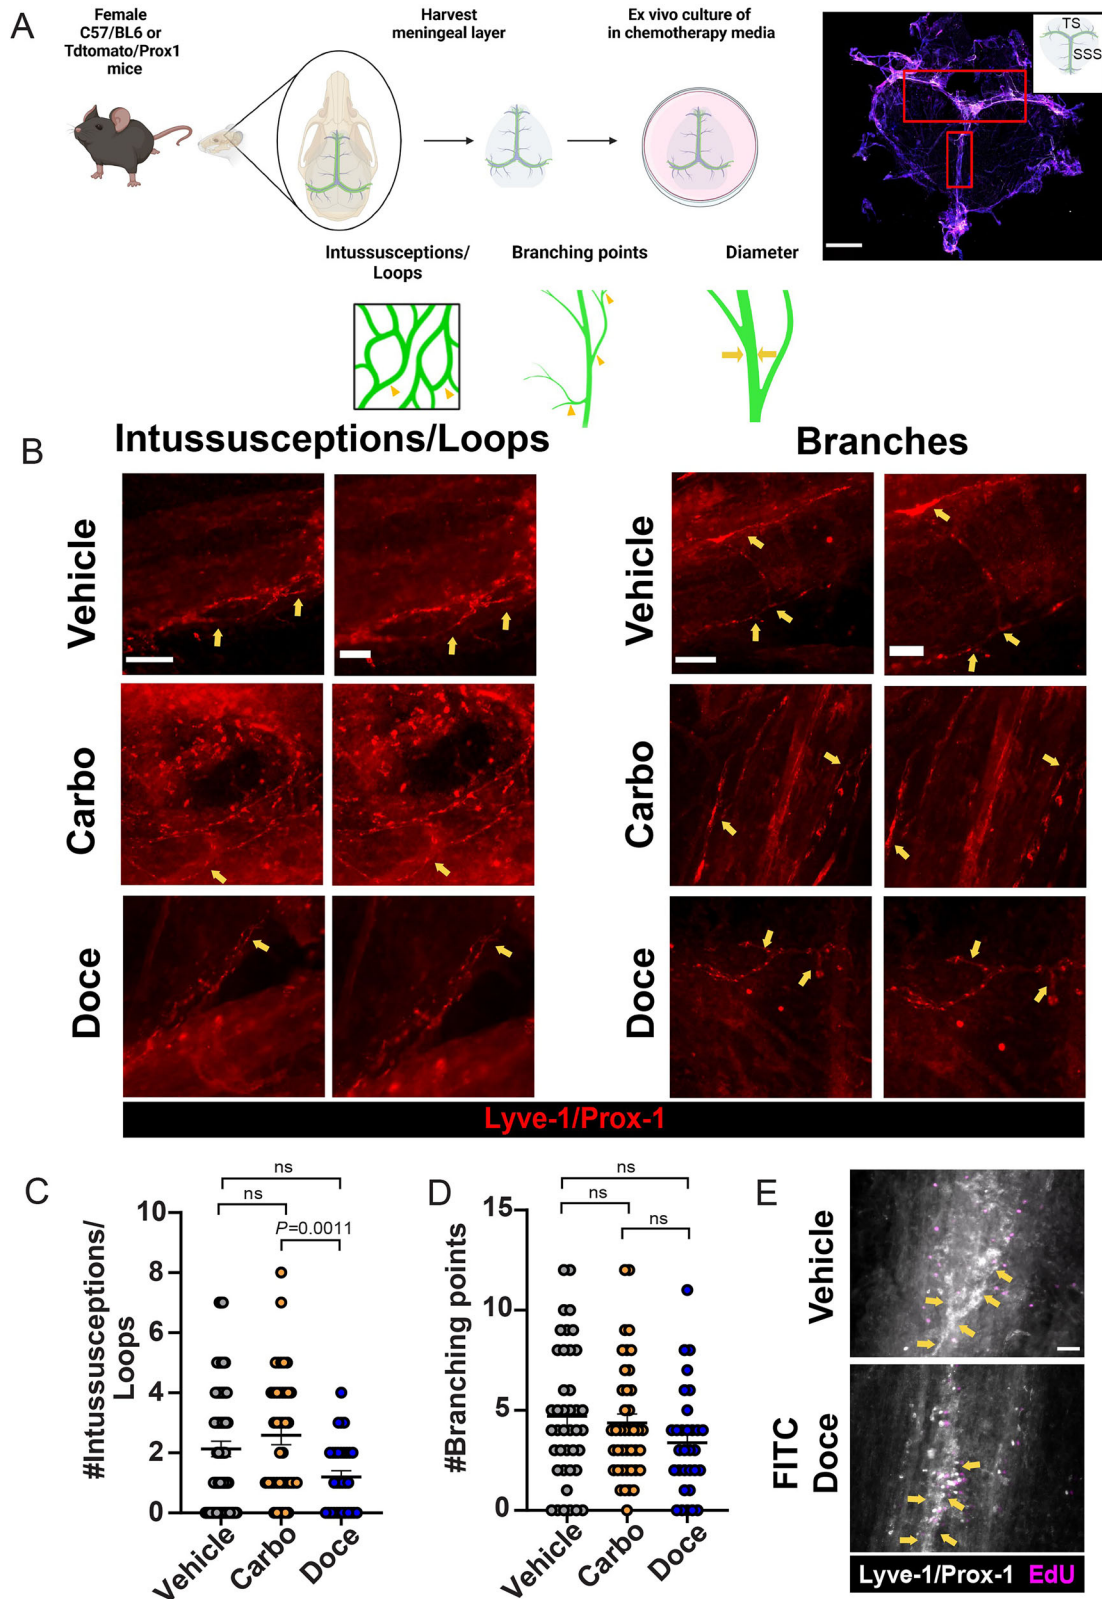 A
Female
C57/BL6 or
Tdtomato/Prox1
mice
Harvest
meningeal layer
Ex vivo culture of
in chemotherapy media
TS
SSS
Intussusceptions/
Loops
Branching points
Diameter
B
Intussusceptions/Loops
Branches
Vehicle
Vehicle
Carbo
Carbo
Doce
Doce
Lyve-1/Prox-1
C
ns
ns
P=0.0011
#Intussusceptions/
Loops
10
8
6
4
2
0
Vehicle
Carbo
Doce
D
ns
ns
ns
#Branching points
15
10
5
0
Vehicle
Carbo
Doce
E
Vehicle
FITC
Doce
Lyve-1/Prox-1 EdU